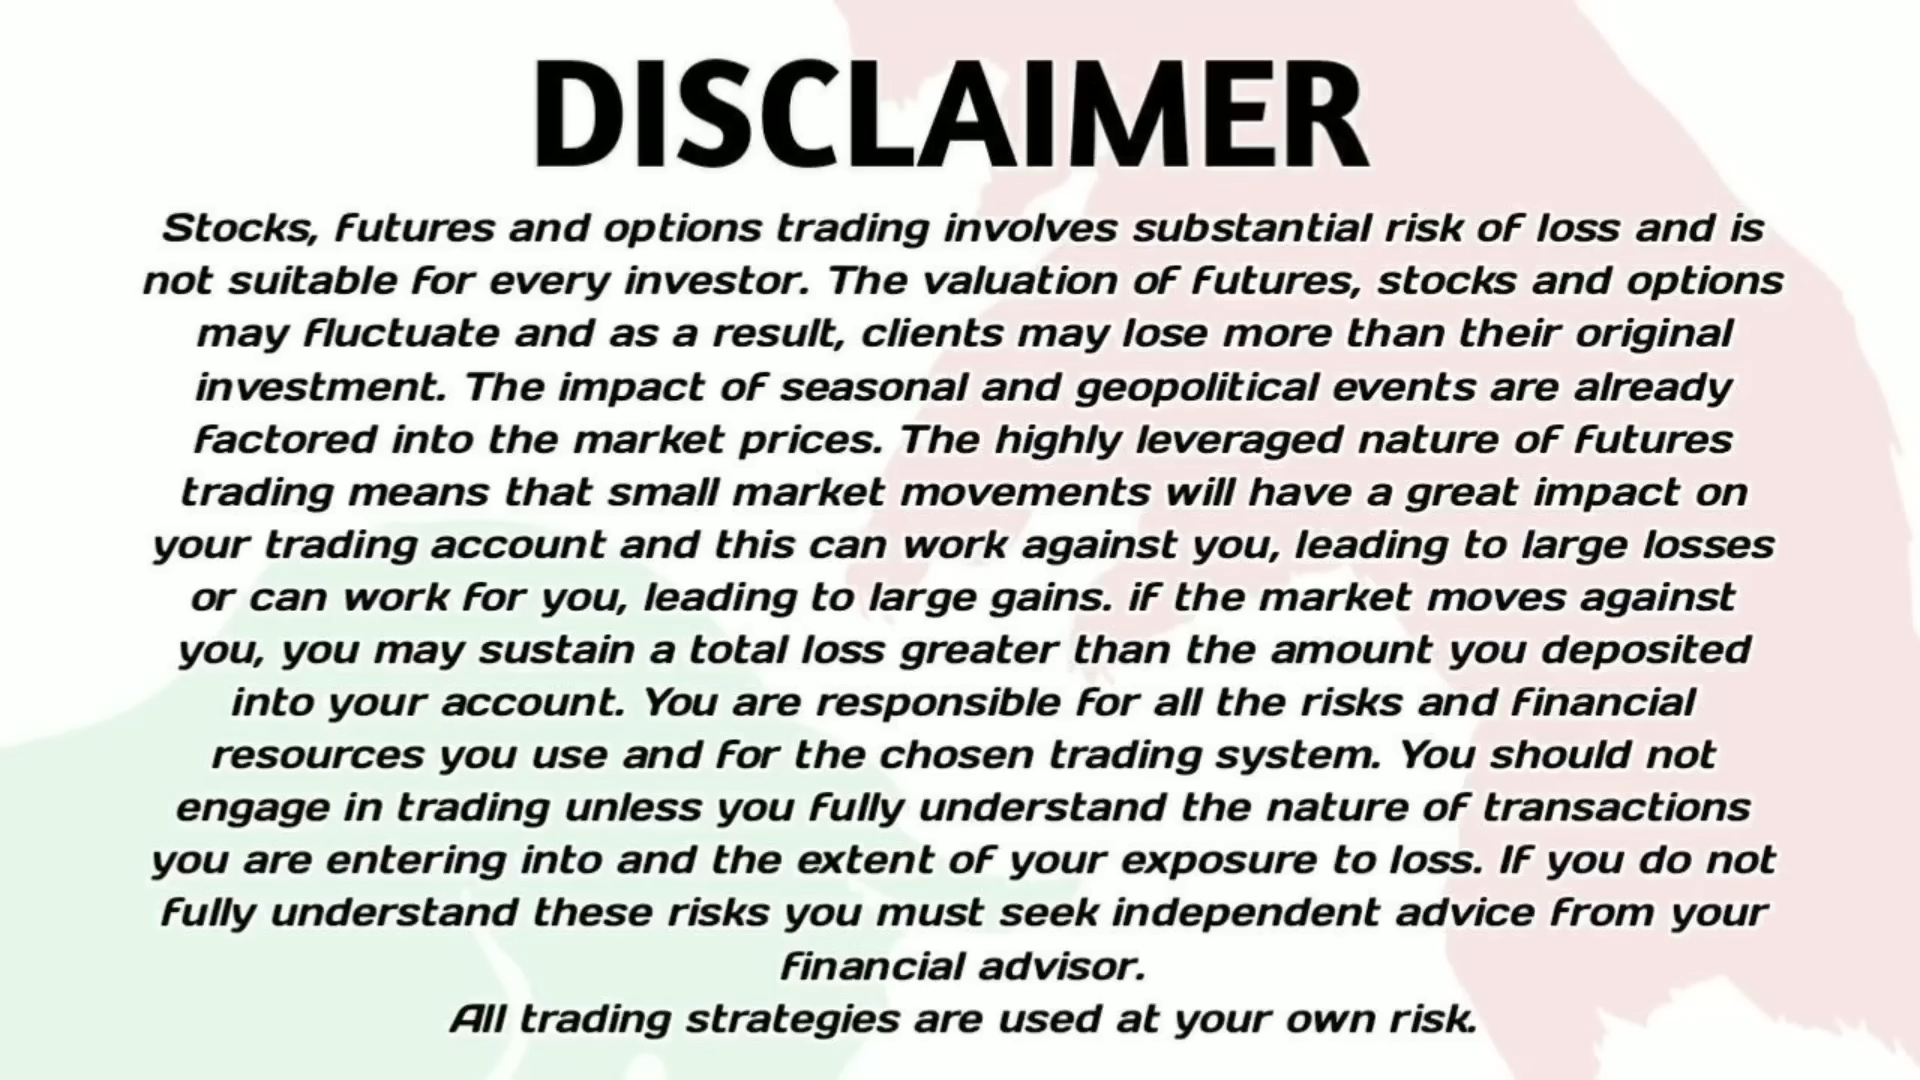 DISCLAIMER
Stocks, futures and options trading involves substantial risk of loss and is
not suitable for every investor. The valuation of futures, stocks and options
may fluctuate and as a result, clients may lose more than their original
investment. The impact of seasonal and geopolitical events are already
factored into the market prices. The highly leveraged nature of futures
trading means that small market movements will have a great impact on
your trading account and this can work against you, leading to large losses
or can work for you, leading to large gains. if the market moves against
you, you may sustain a total loss greater than the amount you deposited
into your account. You are responsible for all the risks and financial
resources you use and for the chosen trading system. You should not
engage in trading unless you fully understand the nature of transactions
you are entering into and the extent of your exposure to loss. If you do not
fully understand these risks you must seek independent advice from your
financial advisor.
All trading strategies are used at your own risk.